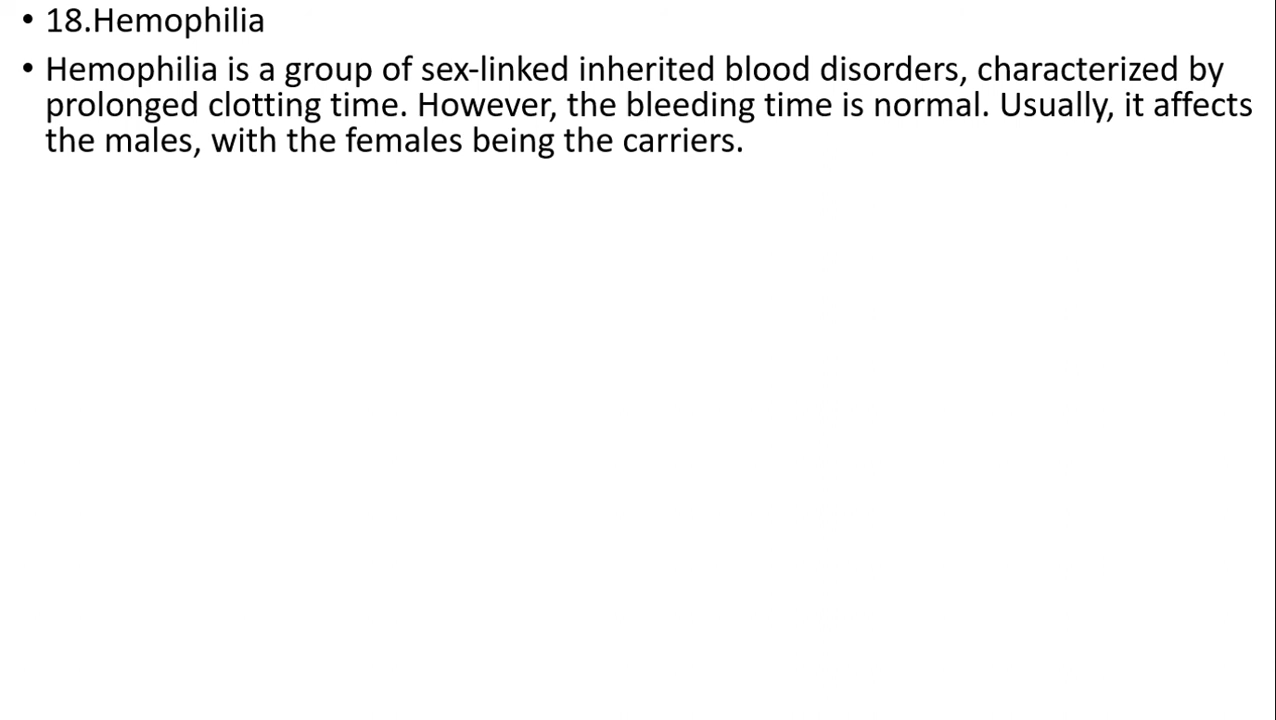 • 18.Hemophilia
• Hemophilia is a group of sex-linked inherited blood disorders, characterized by
prolonged clotting time. However, the bleeding time is normal. Usually, it affects
the males, with the females being the carriers.